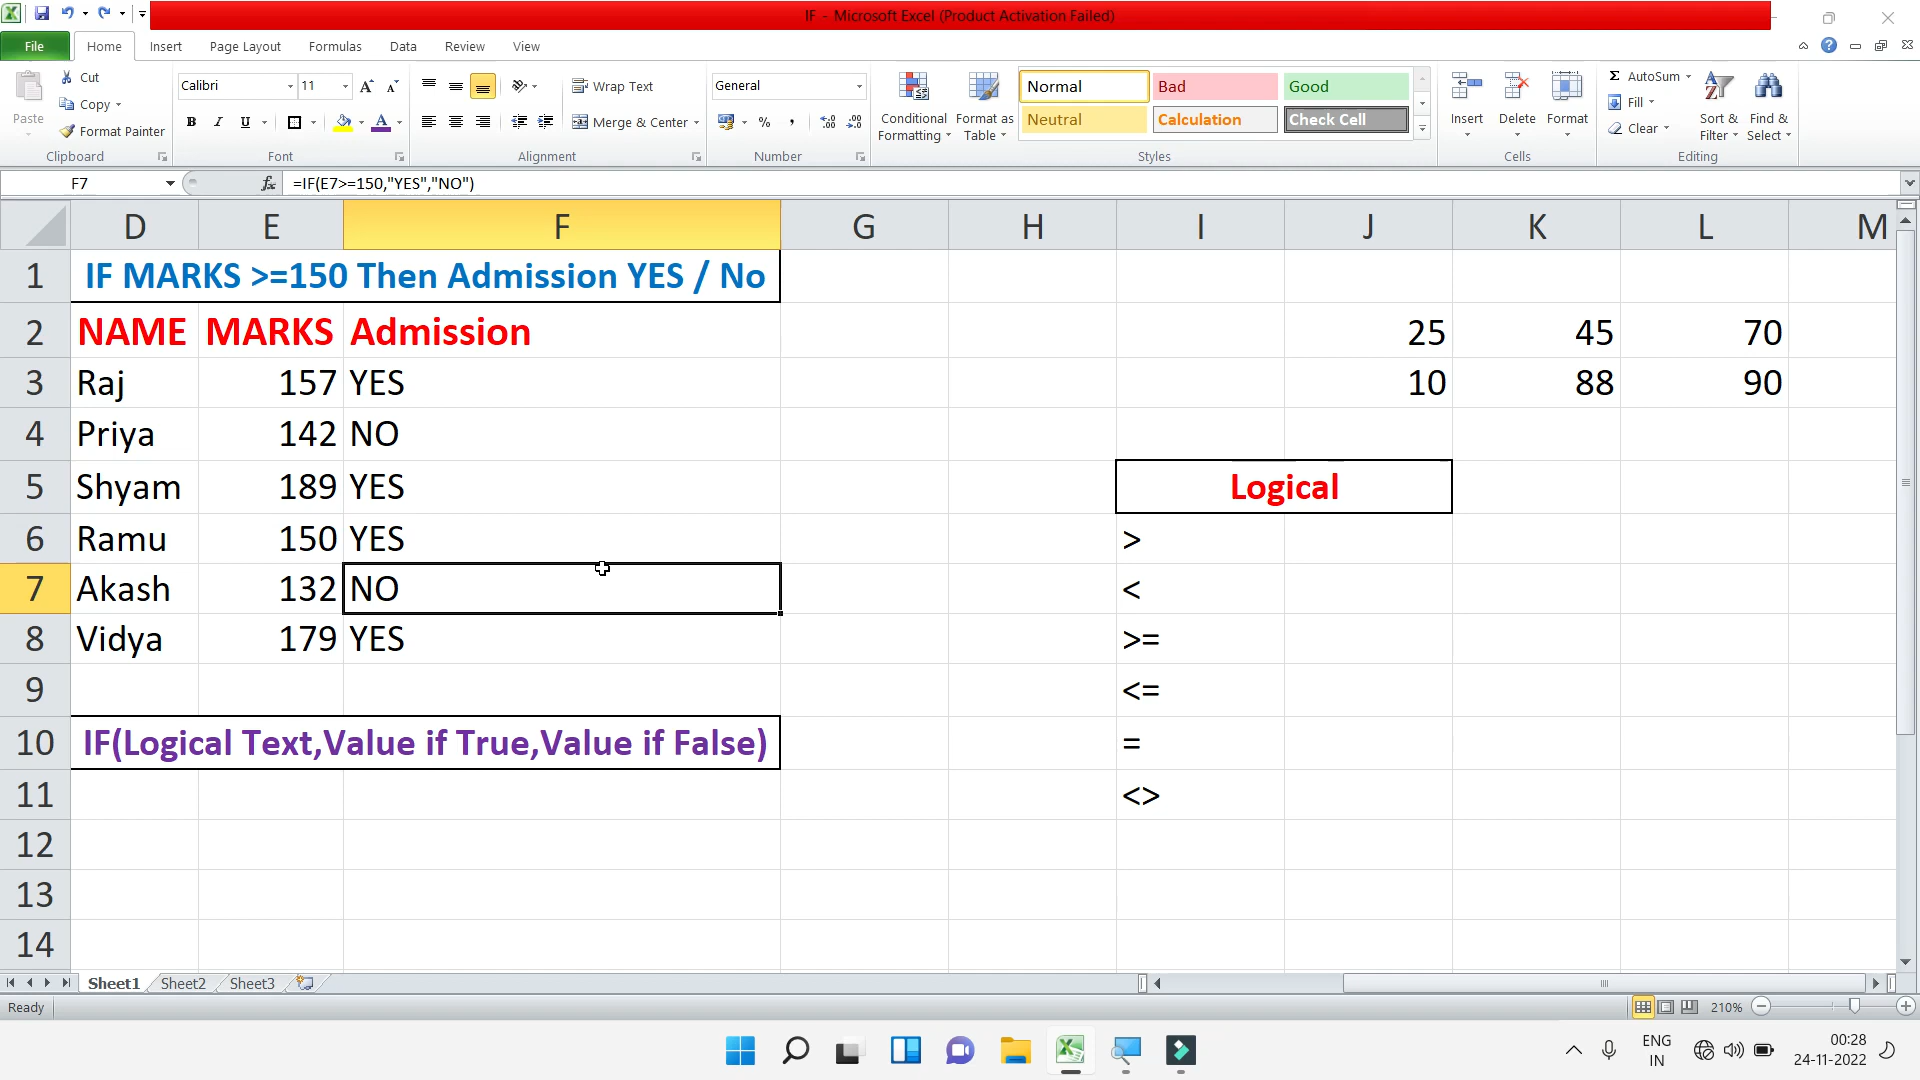 IF - Microsoft Excel (Product Activation Failed)
File Home Insert Page Layout Formulas Data Review View
Paste Cut Copy Format Painter Clipboard
Calibri 11 B I U Font
Wrap Text Merge & Center Alignment
General % , Number
Conditional Formatting Format as Table
Normal Bad Good
Neutral Calculation Check Cell
Styles
Insert Delete Format Cells
Σ AutoSum Fill Clear Sort & Filter Find & Select Editing
F7 fx =IF(E7>=150,"YES","NO")
D E F G H I J K L M
1 IF MARKS >=150 Then Admission YES / No
2 NAME MARKS Admission 25 45 70
3 Raj 157 YES 10 88 90
4 Priya 142 NO
5 Shyam 189 YES Logical
6 Ramu 150 YES >
7 Akash 132 NO <
8 Vidya 179 YES >=
9 <=
10 IF(Logical Text,Value if True,Value if False) =
11 <>
12
13
14
Sheet1 Sheet2 Sheet3
Ready 210%
ENG IN 00:28 24-11-2022